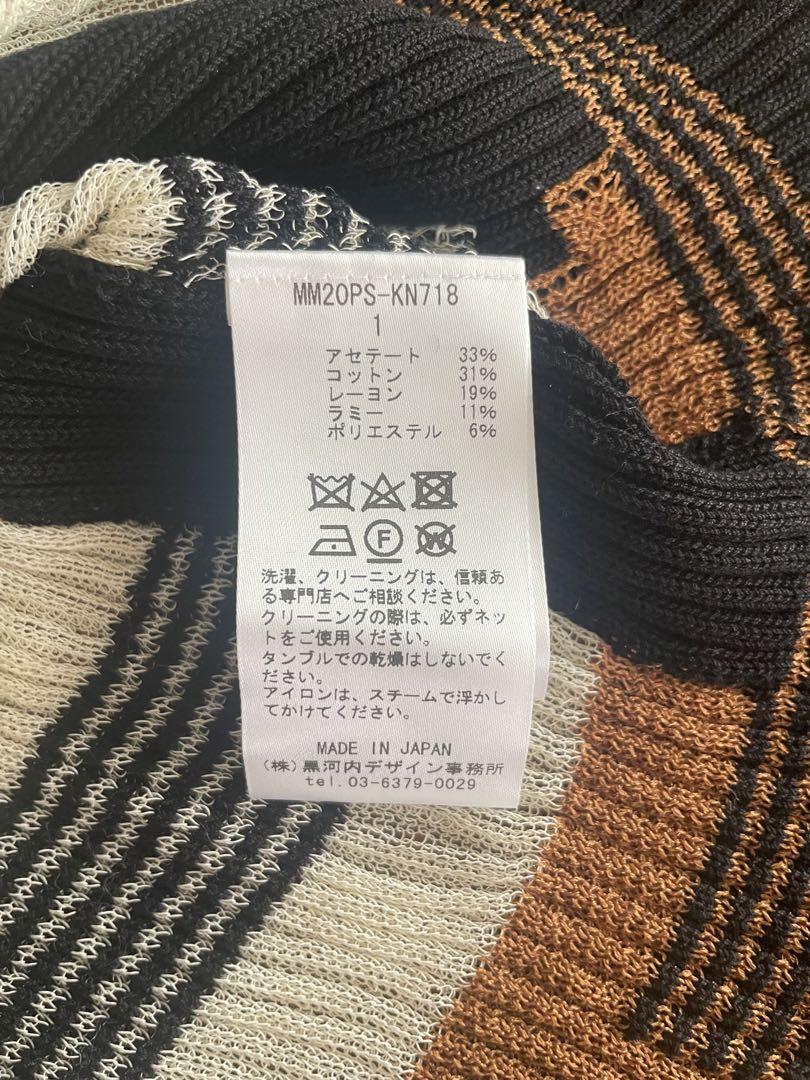 MM20PS-KN718
1
アセテート 33%
コットン 31%
レーヨン 19%
ラミー 11%
ポリエステル 6%
F
W
洗濯、クリーニングは、信頼あ
る専門店へご相談ください。
クリーニングの際は、必ずネッ
トをご使用ください。
タンブルでの乾燥はしないでく
ださい。
アイロンは、スチームで浮かし
てかけてください。
MADE IN JAPAN
(株)黒河内デザイン事務所
tel.03-6379-0029